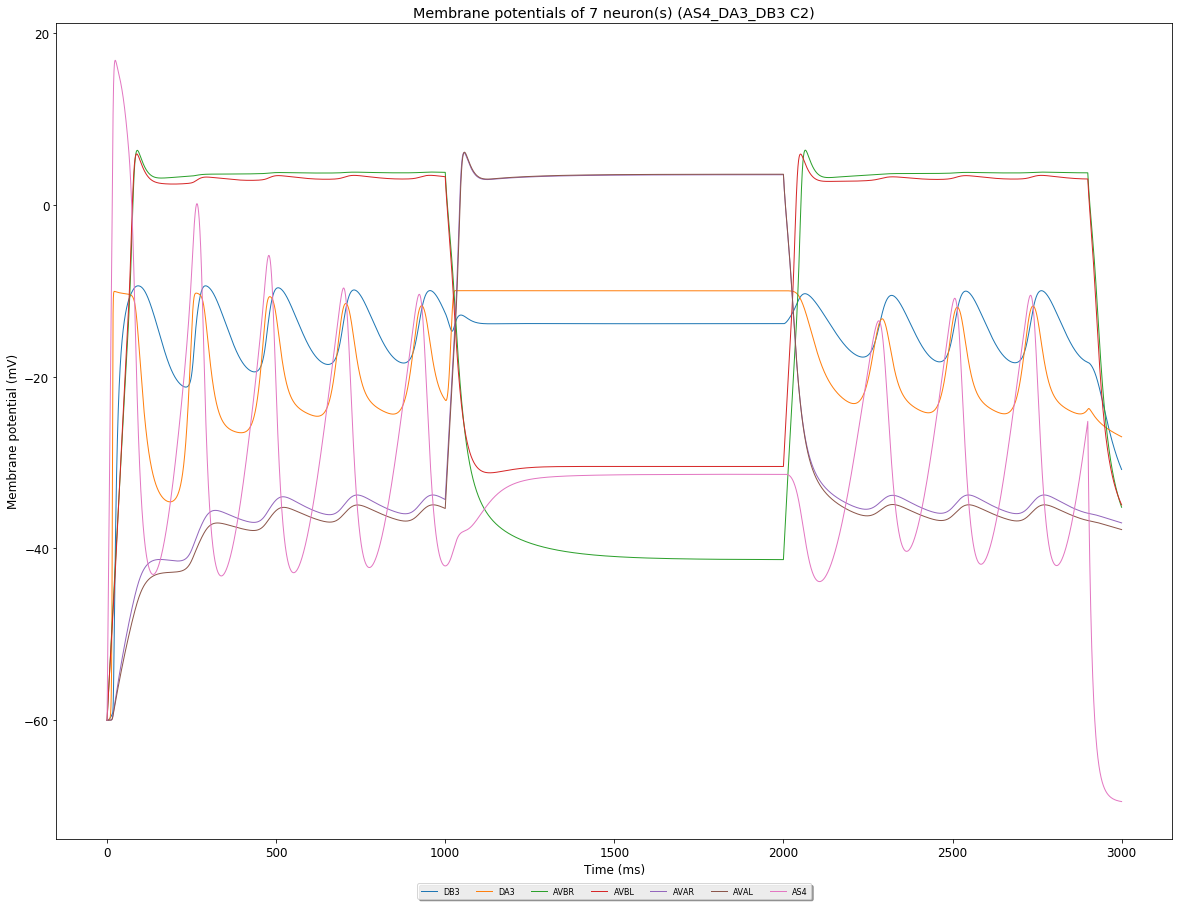 Membrane potentials of 7 neuron(s) (AS4_DA3_DB3 C2)
20
0
−20
−40
−60
Membrane potential (mV)
0 500 1000 1500 2000 2500 3000
Time (ms)
DB3 DA3 AVBR AVBL AVAR AVAL AS4